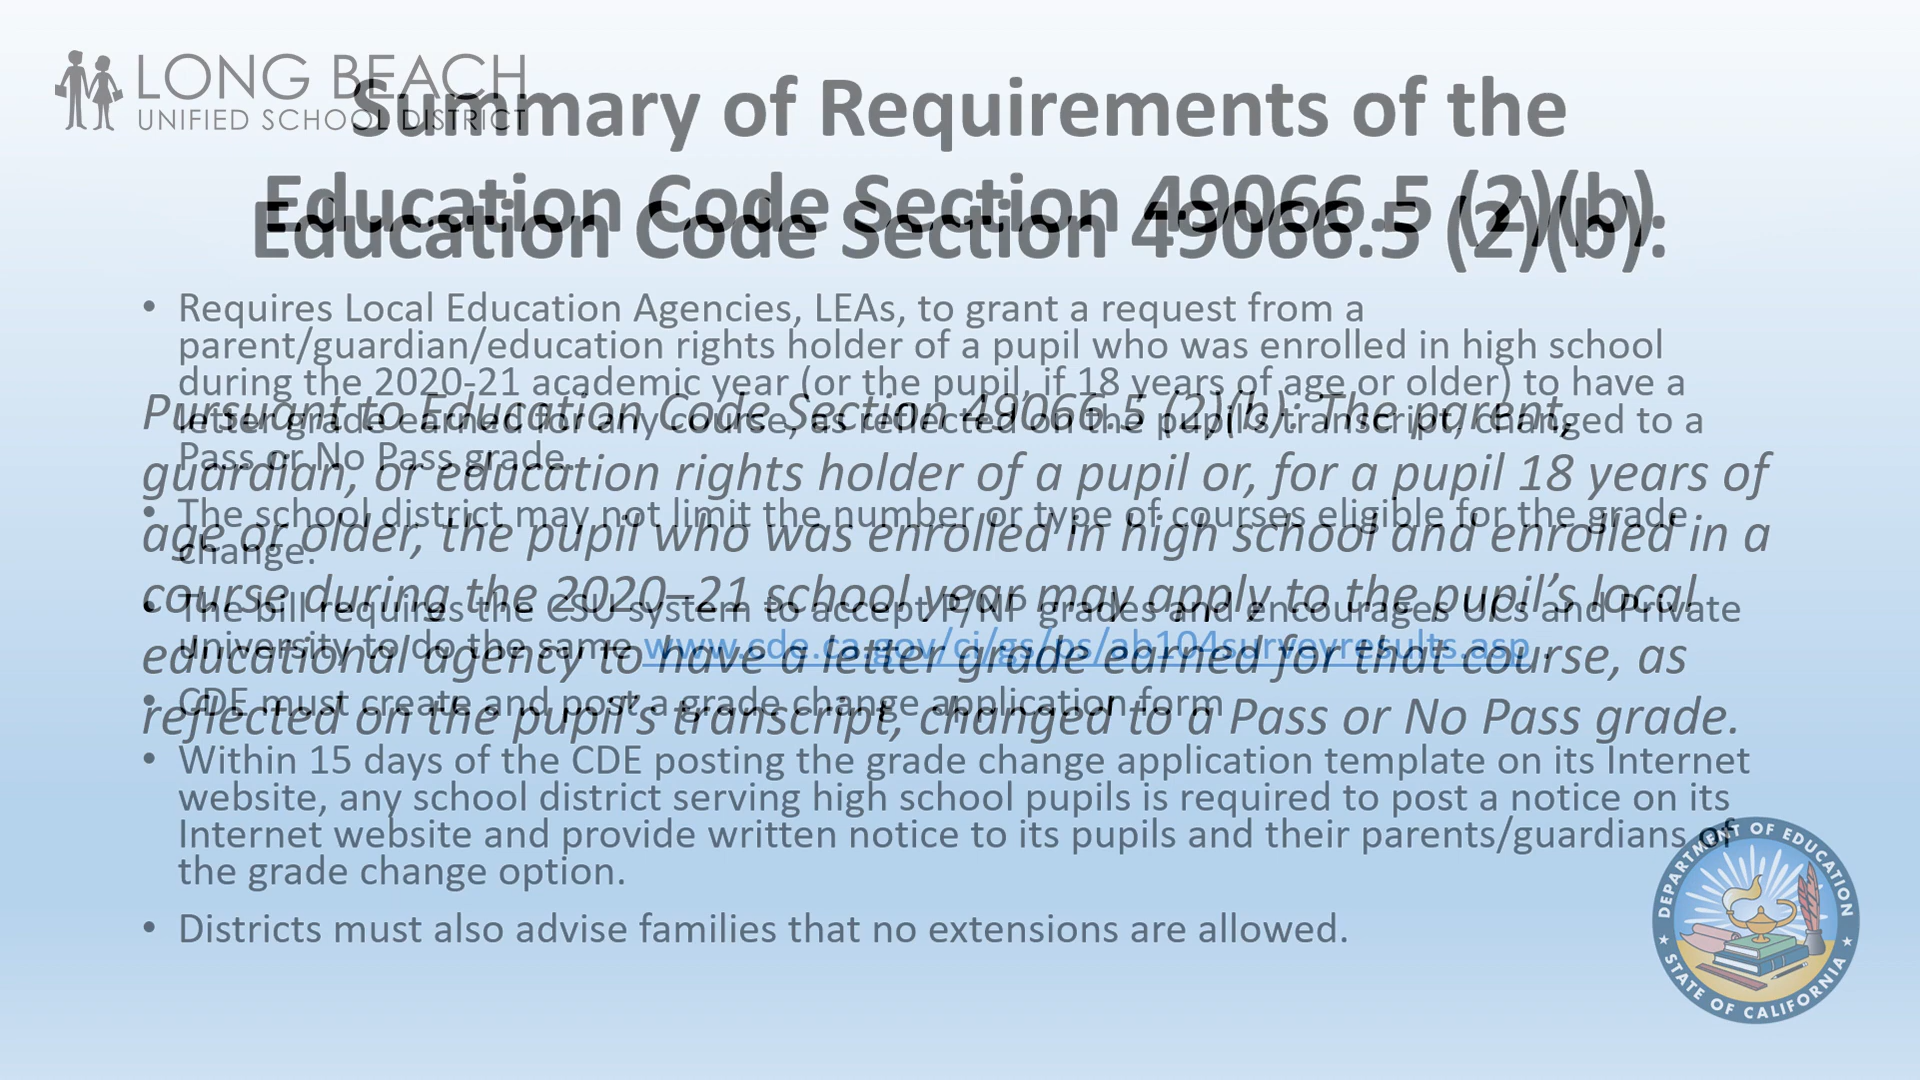 LONG BEACH
UNIFIED SCHOOL DISTRICT
Education Code Section 49066.5 (2)(b)
Pursuant to Education Code Section 49066.5 (2)(b): The parent,
guardian, or education rights holder of a pupil or, for a pupil 18 years of
age or older, the pupil who was enrolled in high school and enrolled in a
course during the 2020–21 school year may apply to the pupil’s local
educational agency to have a letter grade earned for that course, as
reflected on the pupil’s transcript, changed to a Pass or No Pass grade.
Summary of Requirements of the
Education Code Section 49066.5 (2)(b):
• Requires Local Education Agencies, LEAs, to grant a request from a
parent/guardian/education rights holder of a pupil who was enrolled in high school
during the 2020-21 academic year (or the pupil, if 18 years of age or older) to have a
letter grade earned for any course, as reflected on the pupil's transcript, changed to a
Pass or No Pass grade.
• The school district may not limit the number or type of courses eligible for the grade
change.
• The bill requires the CSU system to accept P/NP grades and encourages UCs and Private
university to do the same www.cde.ca.gov/ci/gs/ps/ab104surveyresults.asp .
• CDE must create and post a grade change application form
• Within 15 days of the CDE posting the grade change application template on its Internet
website, any school district serving high school pupils is required to post a notice on its
Internet website and provide written notice to its pupils and their parents/guardians of
the grade change option.
• Districts must also advise families that no extensions are allowed.
DEPARTMENT OF EDUCATION
STATE OF CALIFORNIA